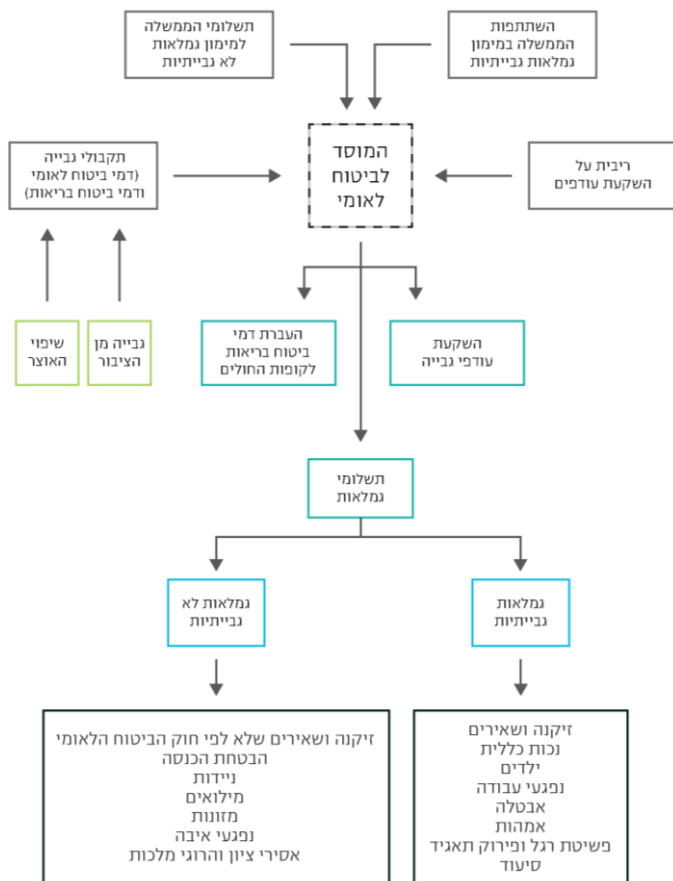 השתתפות
הממשלה במימון
גמלאות גבייתיות
תשלומי הממשלה
למימון גמלאות
לא גבייתיות
המוסד
לביטוח
לאומי
ריבית על
השקעת עודפים
תקבולי גבייה
(דמי ביטוח לאומי
ודמי ביטוח בריאות)
גבייה מן
הציבור
שיפוי
האוצר
השקעת
עודפי גבייה
העברת דמי
ביטוח בריאות
לקופות החולים
תשלומי
גמלאות
גמלאות
גבייתיות
גמלאות לא
גבייתיות
זיקנה ושאירים
נכות כללית
ילדים
נפגעי עבודה
אבטלה
אמהות
פשיטת רגל ופירוק תאגיד
סיעוד
זיקנה ושאירים שלא לפי חוק הביטוח הלאומי
הבטחת הכנסה
ניידות
מילואים
מזונות
נפגעי איבה
אסירי ציון והרוגי מלכות